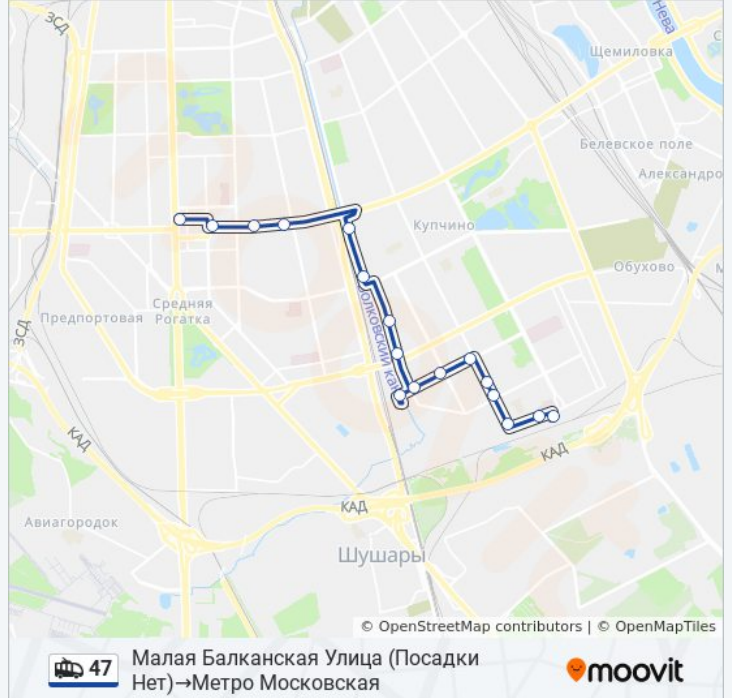 ЗСД
Нева
Щемиловка
С
Белевское поле
Александро
Купчино
Обухово
М
Средняя
Рогатка
Предпортовая
ЗСД
олковский кан
КАД
КАД
КАД
Авиагородок
Шушары
© OpenStreetMap contributors | © OpenMapTiles
47
Малая Балканская Улица (Посадки
Нет)→Метро Московская
moovit